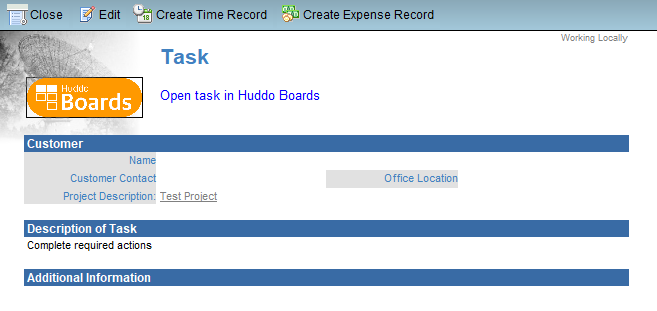 Close Edit 18 Create Time Record Create Expense Record
Working Locally
Task
Huddo
Boards
Open task in Huddo Boards
Customer
Name
Customer Contact Office Location
Project Description: Test Project
Description of Task
Complete required actions
Additional Information